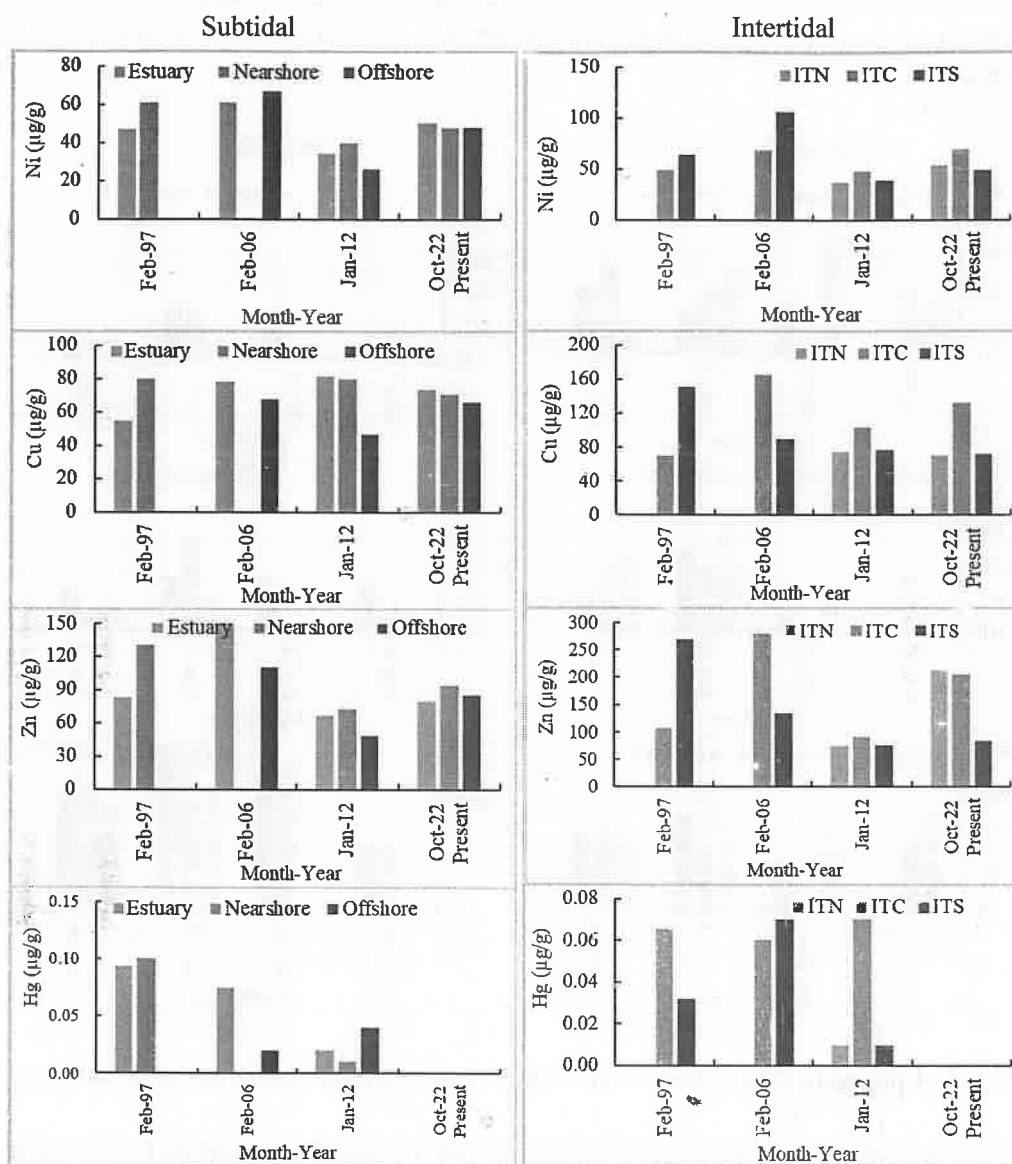 Subtidal
Intertidal
Ni (µg/g)
80
60
40
20
0
Estuary Nearshore Offshore
Feb-97
Feb-06
Jan-12
Oct-22
Present
Month-Year
Ni (µg/g)
150
100
50
0
ITN ITC ITS
Feb-97
Feb-06
Jan-12
Oct-22
Present
Month-Year
Cu (µg/g)
100
80
60
40
20
0
Estuary Nearshore Offshore
Feb-97
Feb-06
Jan-12
Oct-22
Present
Month-Year
Cu (µg/g)
200
160
120
80
40
0
ITN ITC ITS
Feb-97
Feb-06
Jan-12
Oct-22
Present
Month-Year
Zn (µg/g)
150
120
90
60
30
0
Estuary Nearshore Offshore
Feb-97
Feb-06
Jan-12
Oct-22
Present
Month-Year
Zn (µg/g)
300
250
200
150
100
50
0
ITN ITC ITS
Feb-97
Feb-06
Jan-12
Oct-22
Present
Month-Year
Hg (µg/g)
0.15
0.10
0.05
0.00
Estuary Nearshore Offshore
Feb-97
Feb-06
Jan-12
Oct-22
Present
Month-Year
Hg (µg/g)
0.08
0.06
0.04
0.02
0.00
ITN ITC ITS
Feb-97
Feb-06
Jan-12
Oct-22
Present
Month-Year